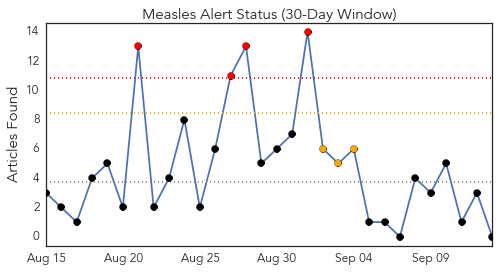 Measles Alert Status (30-Day Window)
Articles Found
14
12
10
8
6
4
2
0
Aug 15 Aug 20 Aug 25 Aug 30 Sep 04 Sep 09